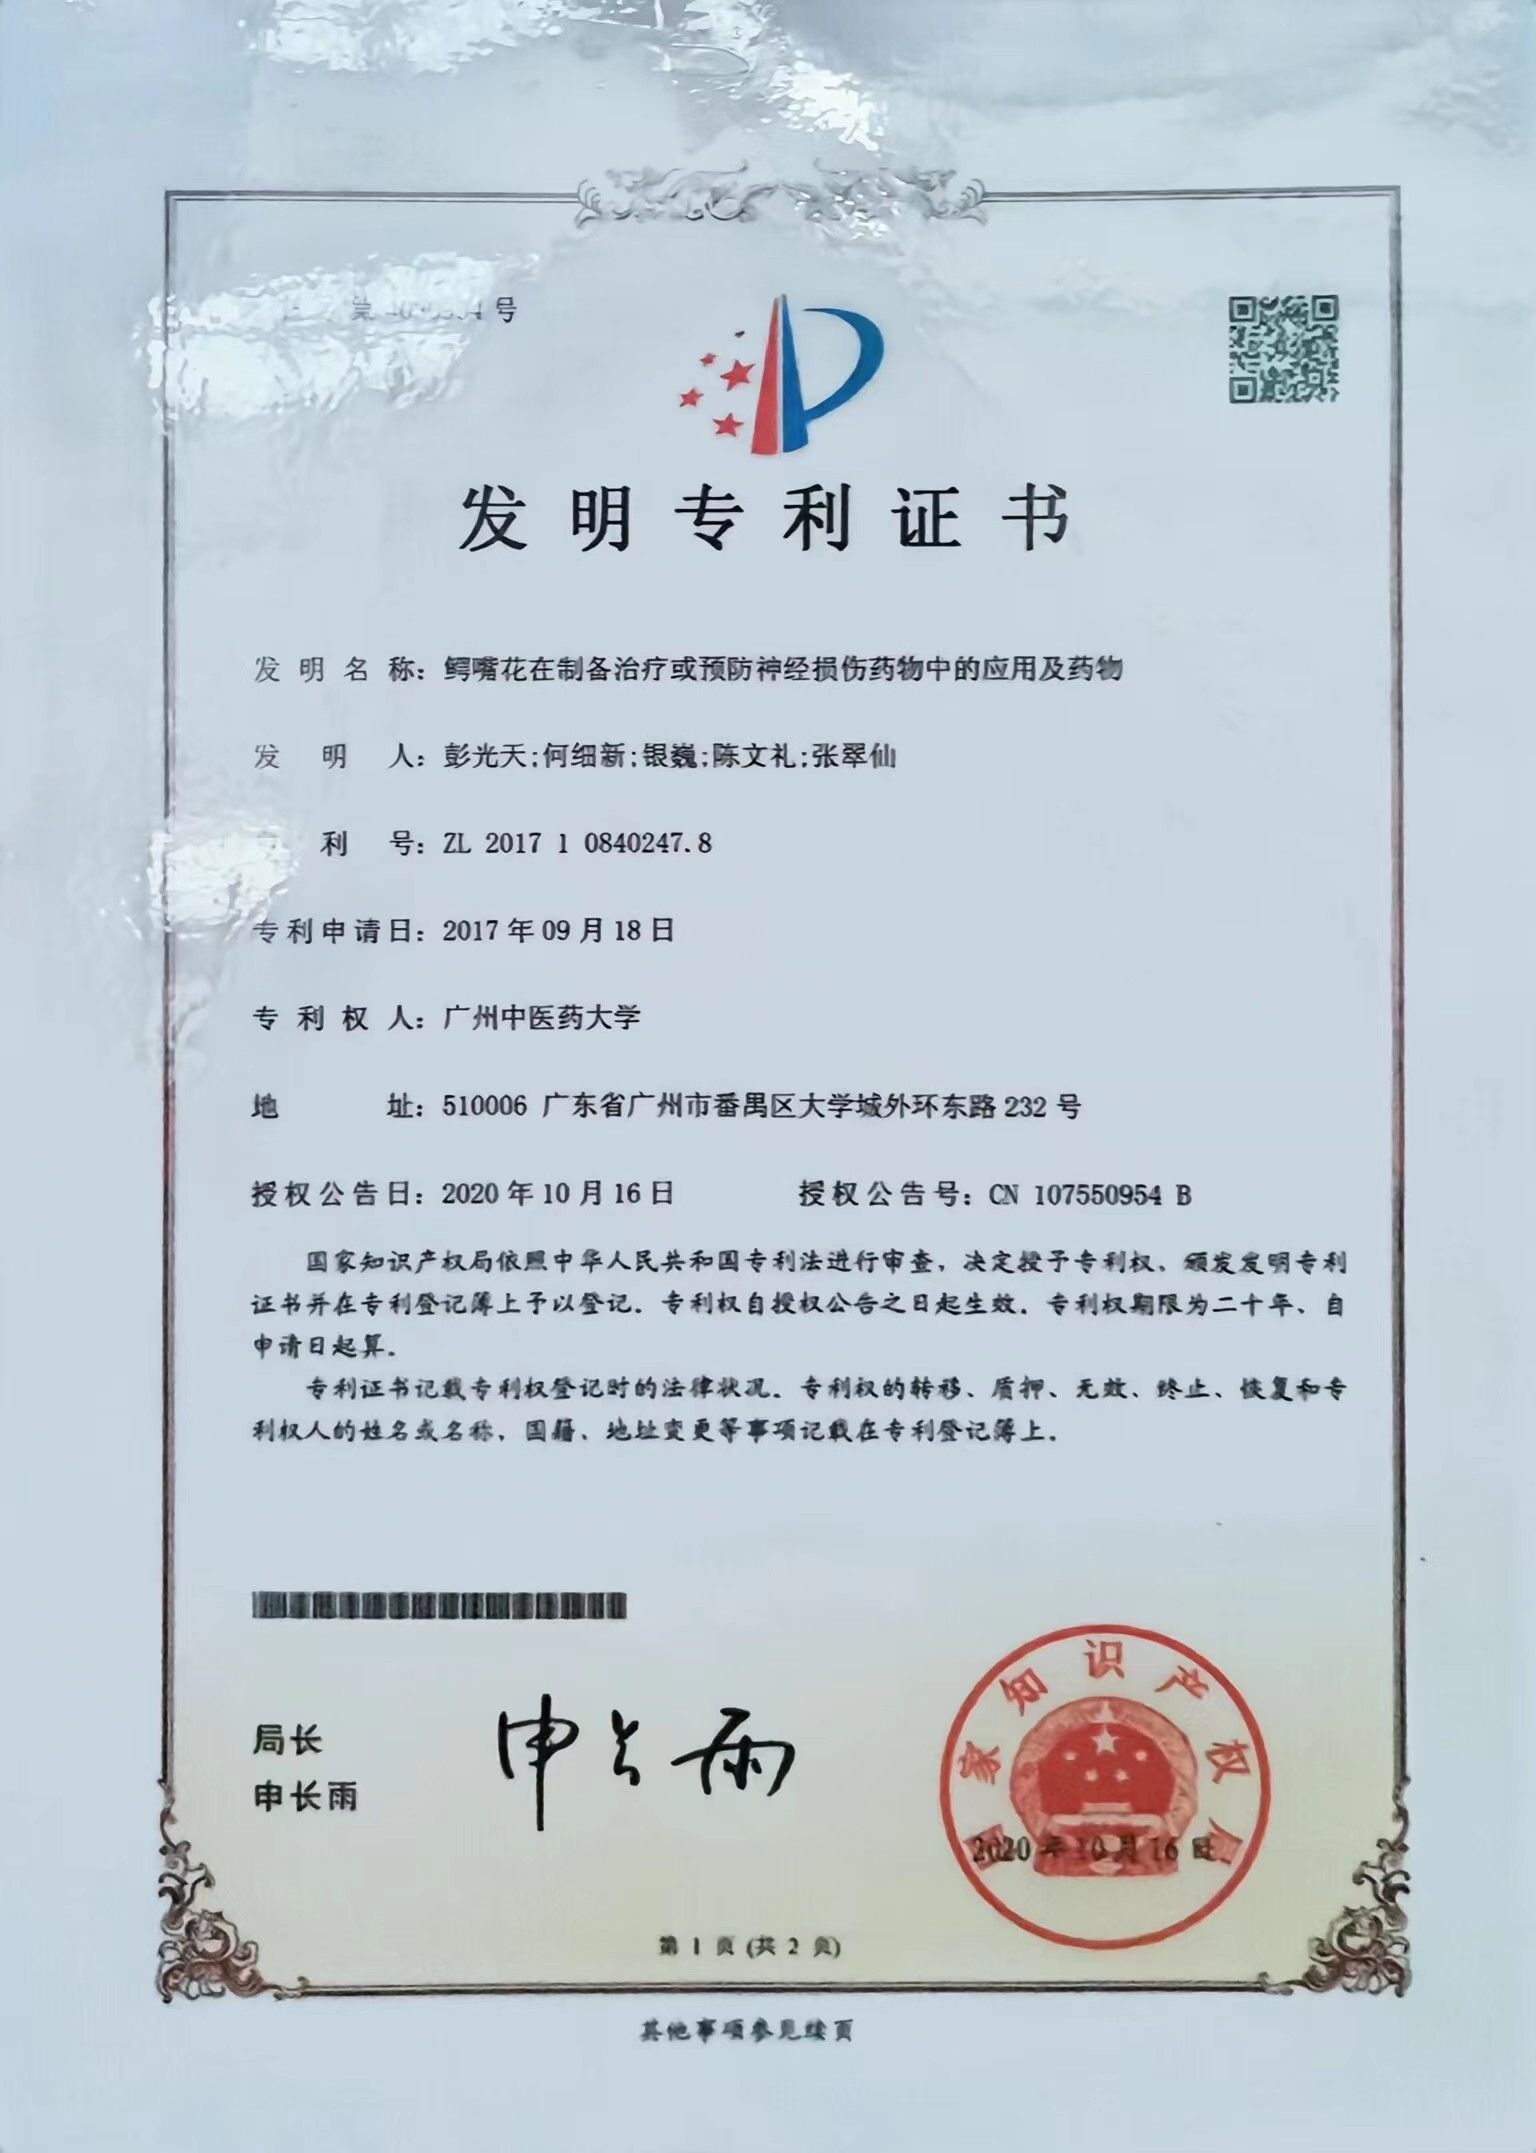 号
发明专利证书
发明名称：鳄嘴花在制备治疗或预防神经损伤药物中的应用及药物
发明人：彭光天;何细新;银巍;陈文礼;张翠仙
利号：ZL 2017 1 0840247.8
专利申请日：2017年09月18日
专利权人：广州中医药大学
地址：510006 广东省广州市番禺区大学城外环东路232号
授权公告日：2020年10月16日 授权公告号：CN 107550954 B
国家知识产权局依照中华人民共和国专利法进行审查，决定授予专利权，颁发发明专利
证书并在专利登记簿上予以登记。专利权自授权公告之日起生效。专利权期限为二十年，自
申请日起算。
专利证书记载专利权登记时的法律状况。专利权的转移、质押、无效、终止、恢复和专
利权人的姓名或名称、国籍、地址变更等事项记载在专利登记簿上。
局长
申长雨
申长雨
国家知识产权局
2020年10月16日
第 1 页 (共 2 页)
其他事项参见续页